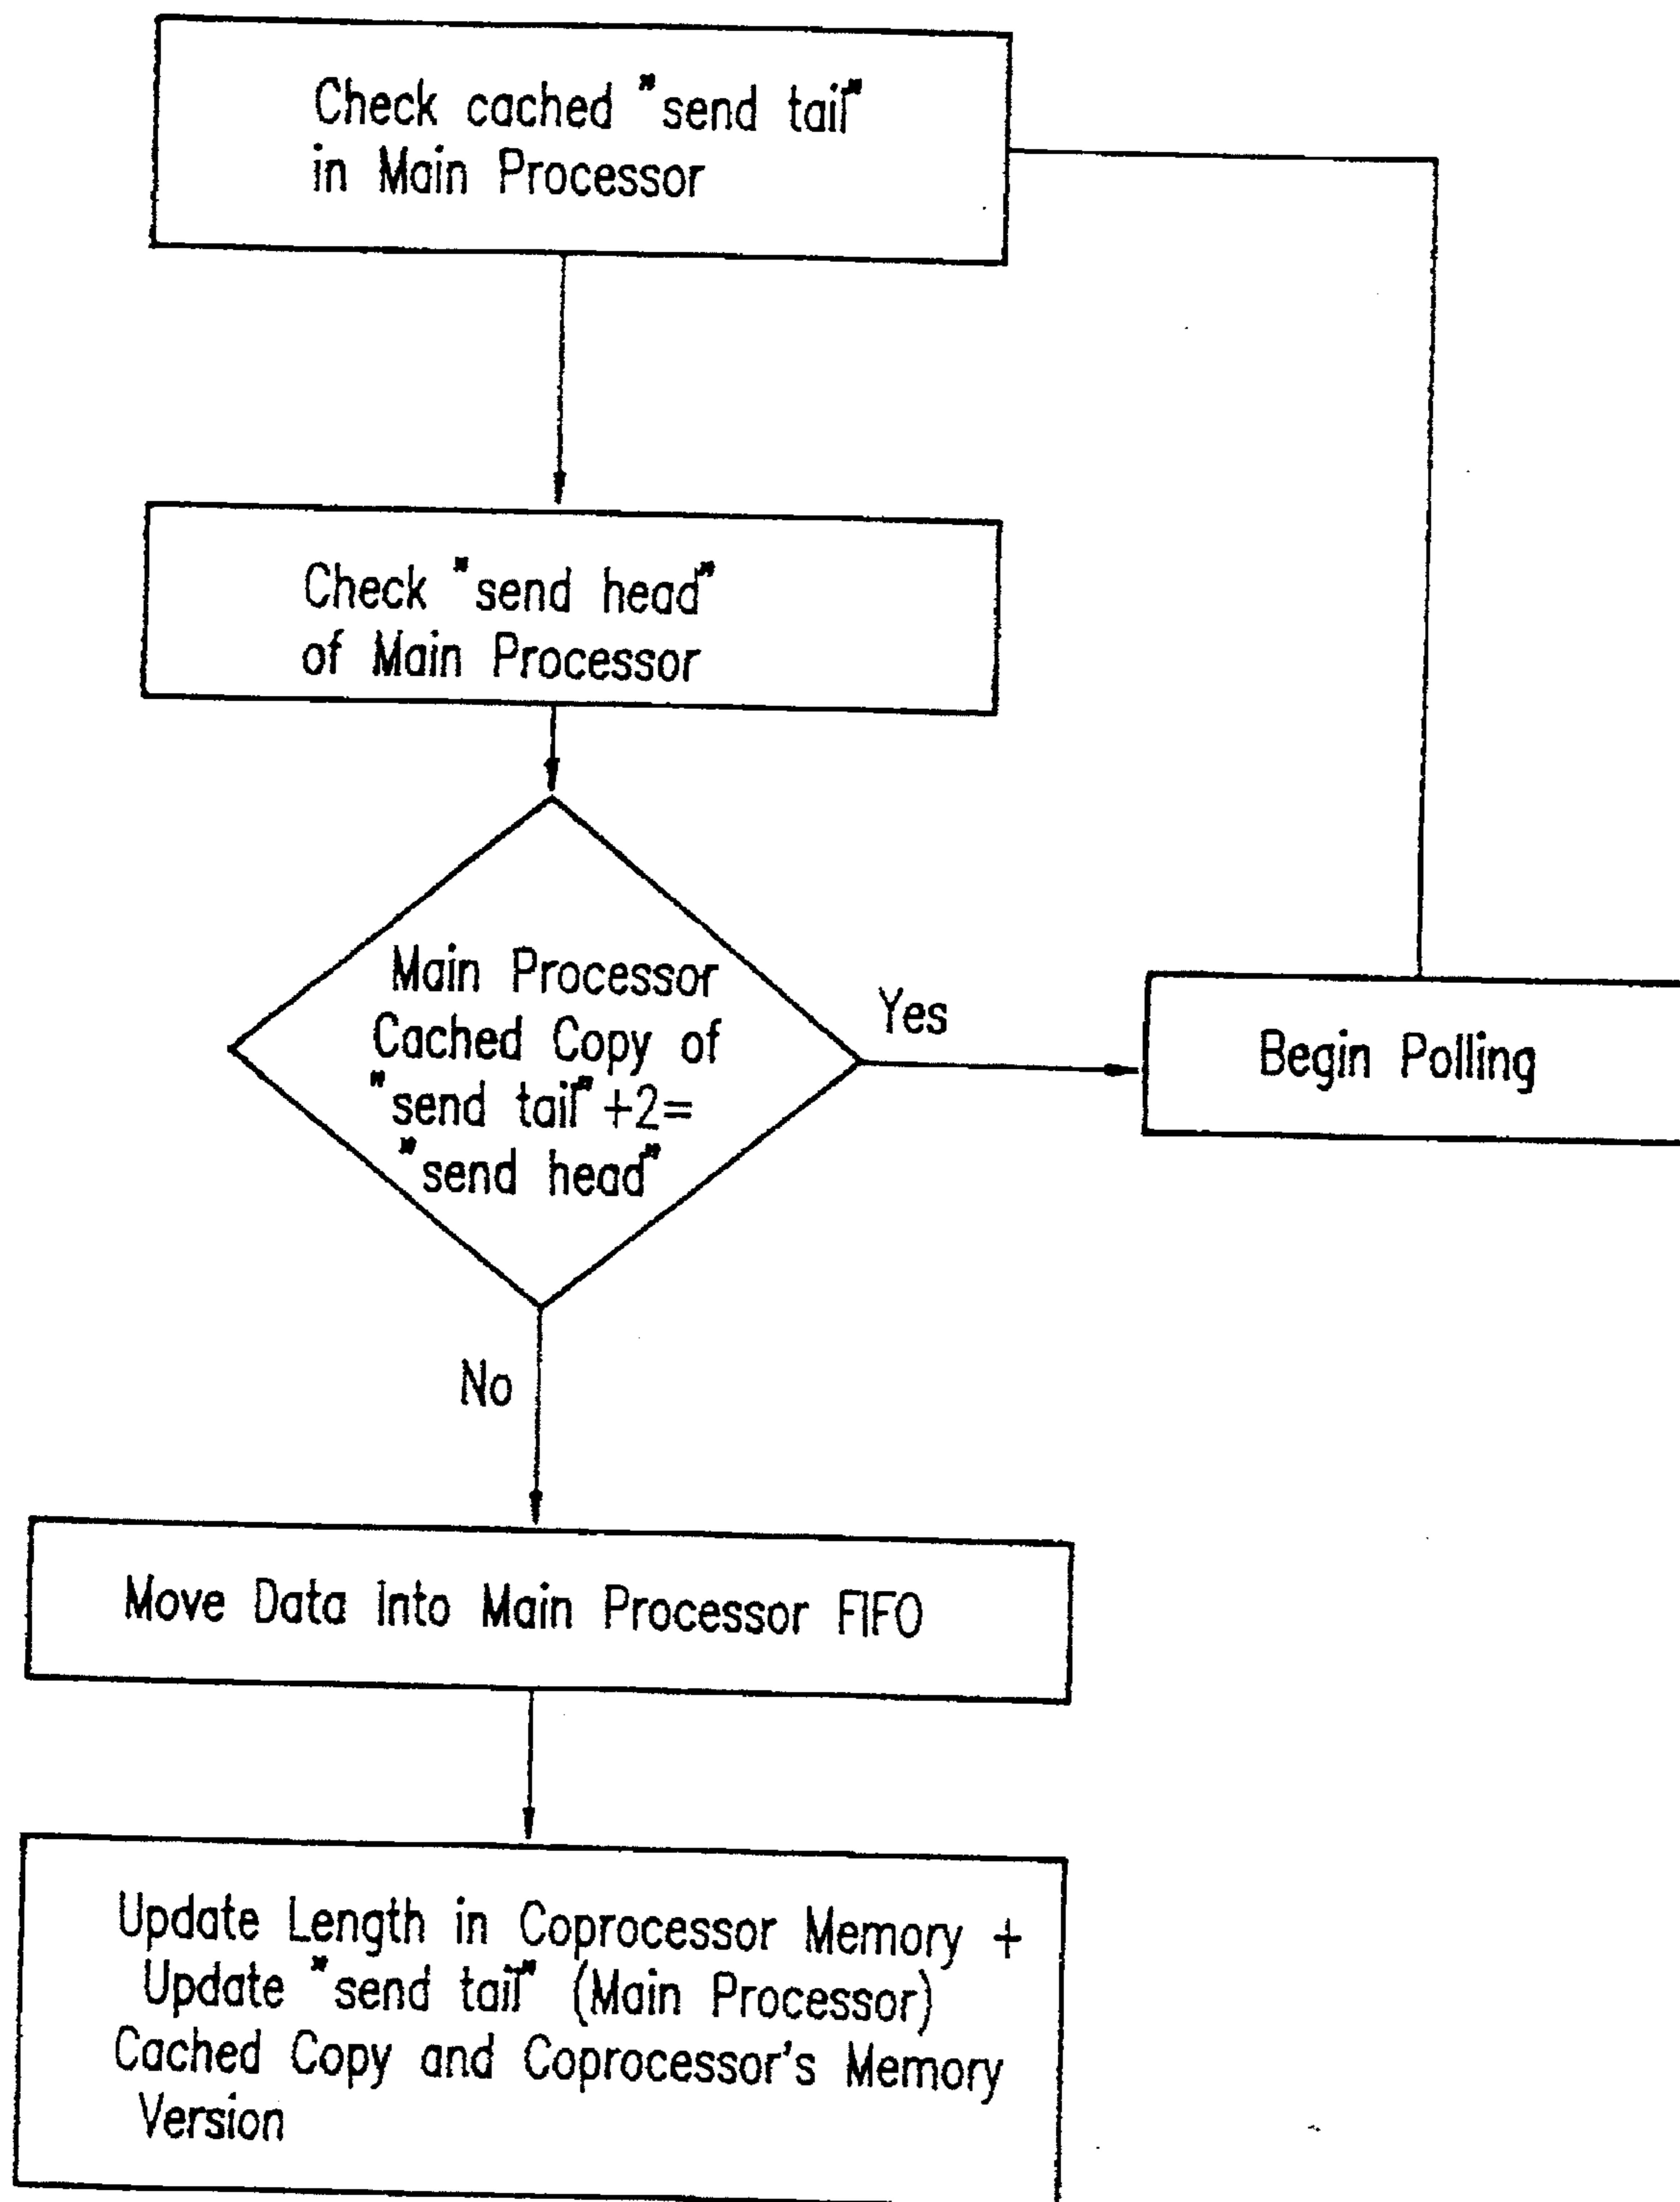 Check cached "send tail"
in Main Processor
Check "send head"
of Main Processor
Main Processor
Cached Copy of
"send tail"+2=
"send head"
Yes
Begin Polling
No
Move Data Into Main Processor FIFO
Update Length in Coprocessor Memory +
Update "send tail" (Main Processor)
Cached Copy and Coprocessor's Memory
Version